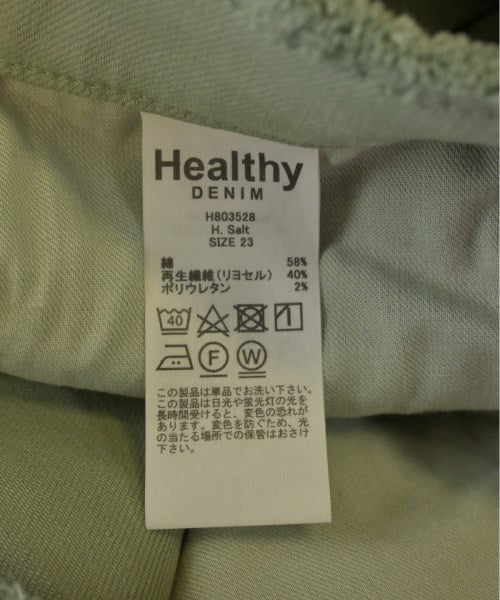 Healthy
DENIM
H803528
H. Salt
SIZE 23
綿 58%
再生繊維(リヨセル) 40%
ポリウレタン 2%
40
F W
この製品は単品でお洗い下さい。
この製品は日光や蛍光灯の光を
長時間受けると、変色の恐れが
あります。変色を防ぐため、光
の当たる場所での保管はおさけ
下さい。